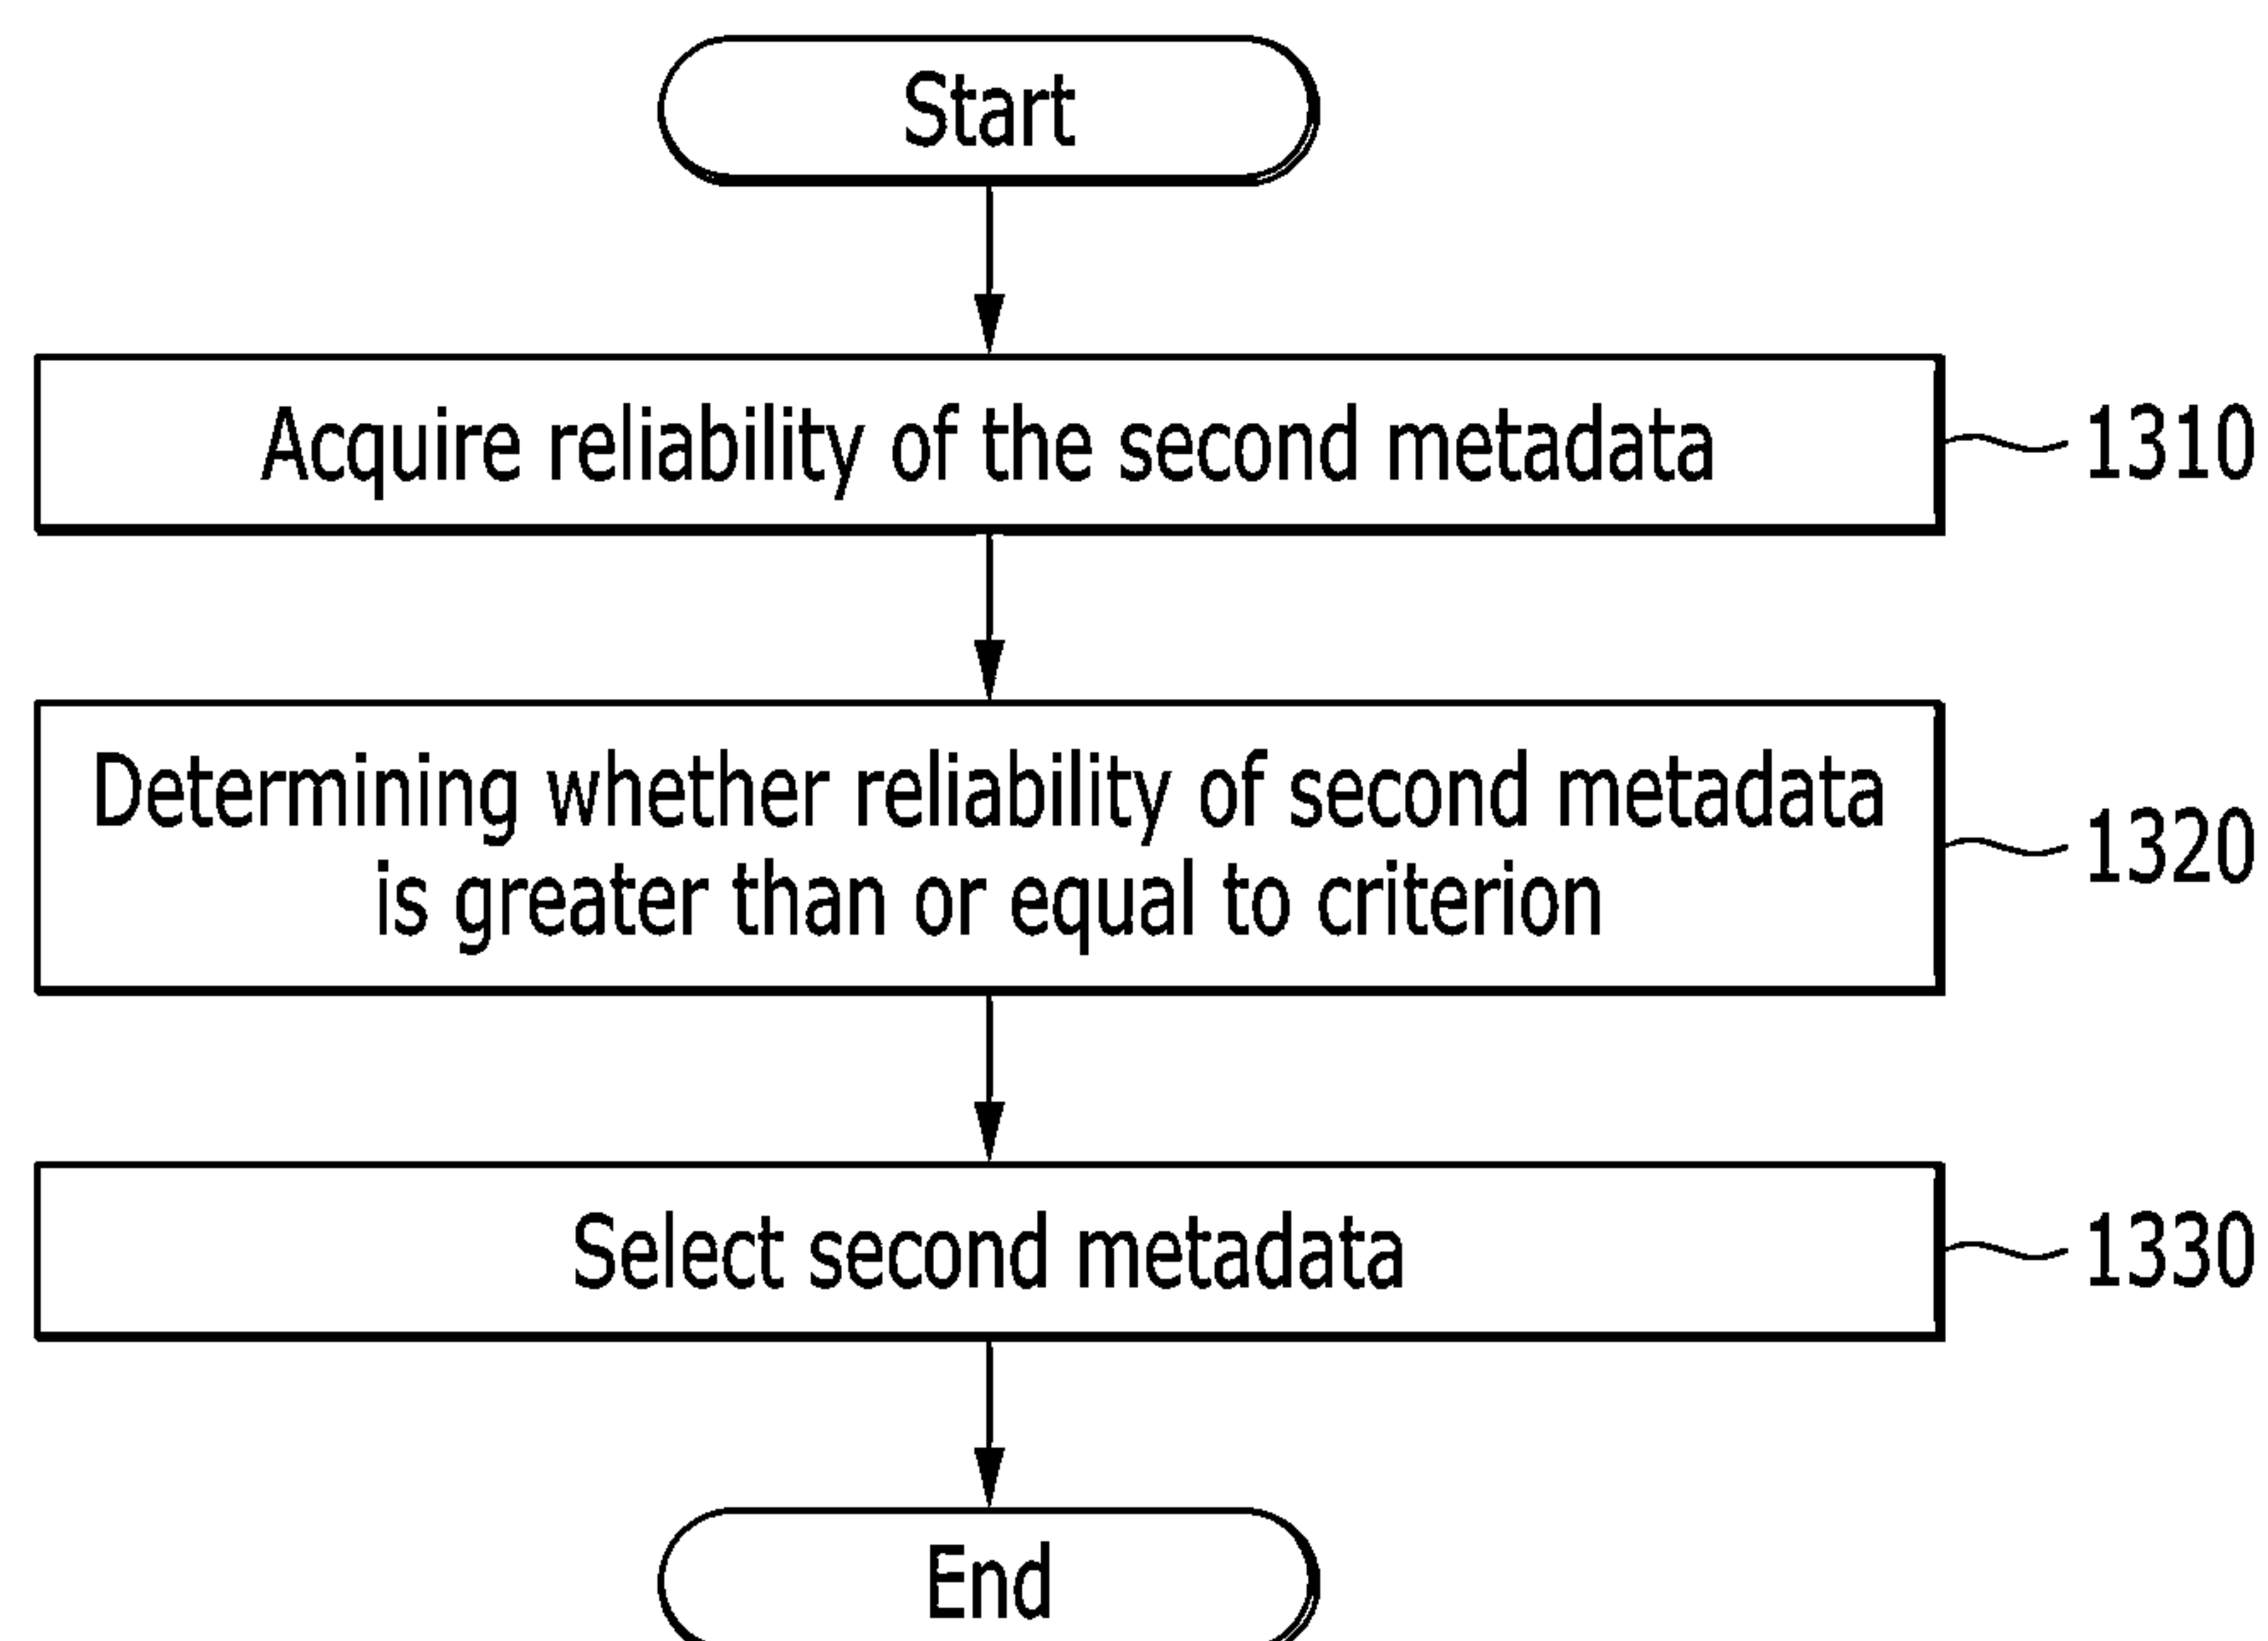 Start
Acquire reliability of the second metadata
1310
Determining whether reliability of second metadata
is greater than or equal to criterion
1320
Select second metadata
1330
End